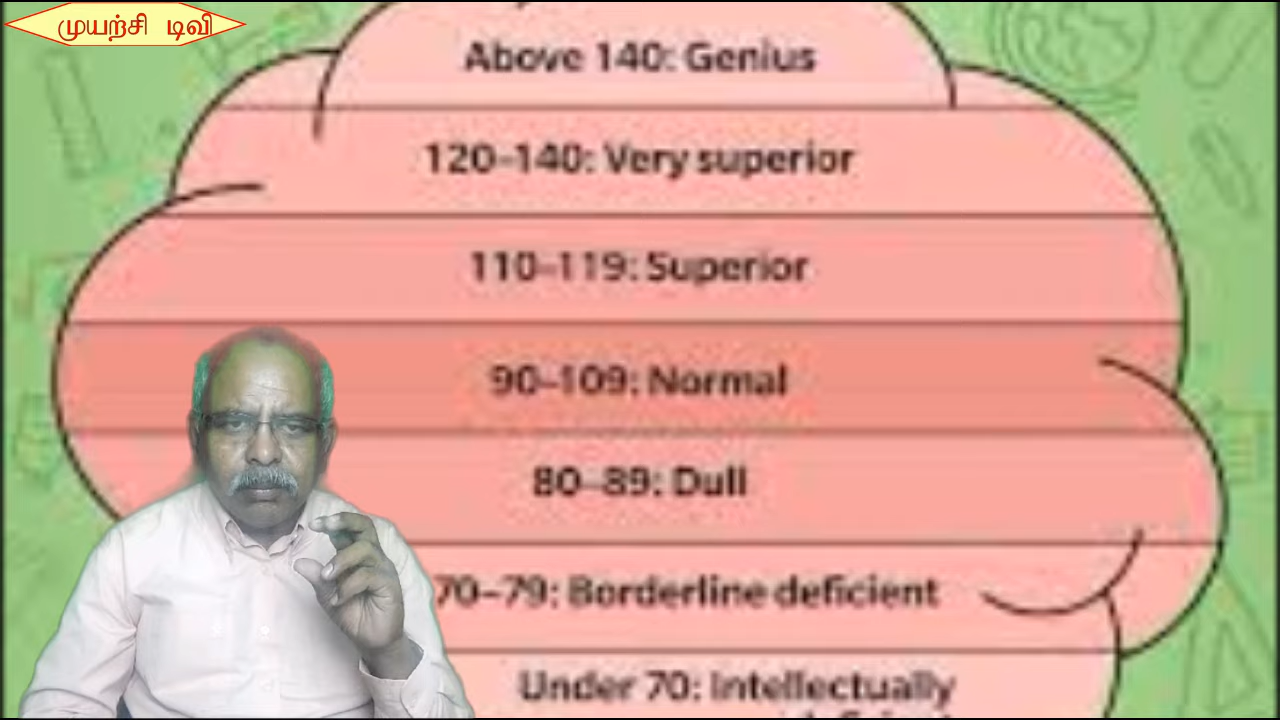 முயற்சி டிவி
Above 140: Genius
120–140: Very superior
110–119: Superior
90–109: Normal
80–89: Dull
70–79: Borderline deficient
Under 70: Intellectually